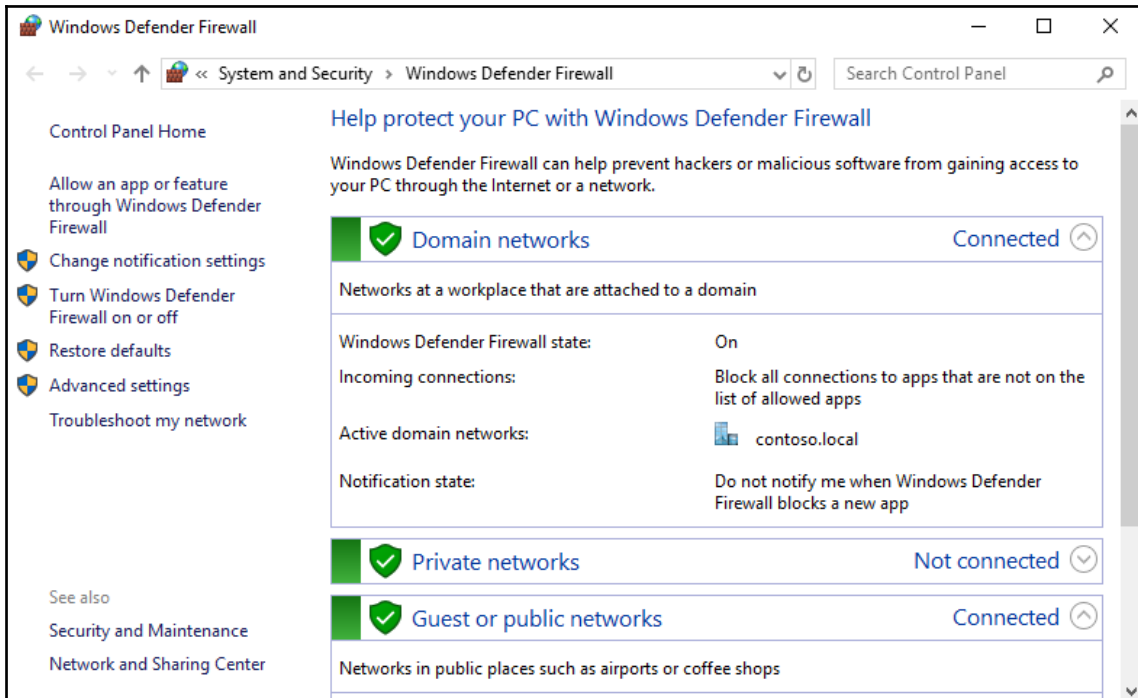 Windows Defender Firewall
« System and Security › Windows Defender Firewall
Search Control Panel
Control Panel Home
Allow an app or feature
through Windows Defender
Firewall
Change notification settings
Turn Windows Defender
Firewall on or off
Restore defaults
Advanced settings
Troubleshoot my network
See also
Security and Maintenance
Network and Sharing Center
Help protect your PC with Windows Defender Firewall
Windows Defender Firewall can help prevent hackers or malicious software from gaining access to
your PC through the Internet or a network.
Domain networks Connected
Networks at a workplace that are attached to a domain
Windows Defender Firewall state: On
Incoming connections: Block all connections to apps that are not on the
list of allowed apps
Active domain networks: contoso.local
Notification state: Do not notify me when Windows Defender
Firewall blocks a new app
Private networks Not connected
Guest or public networks Connected
Networks in public places such as airports or coffee shops